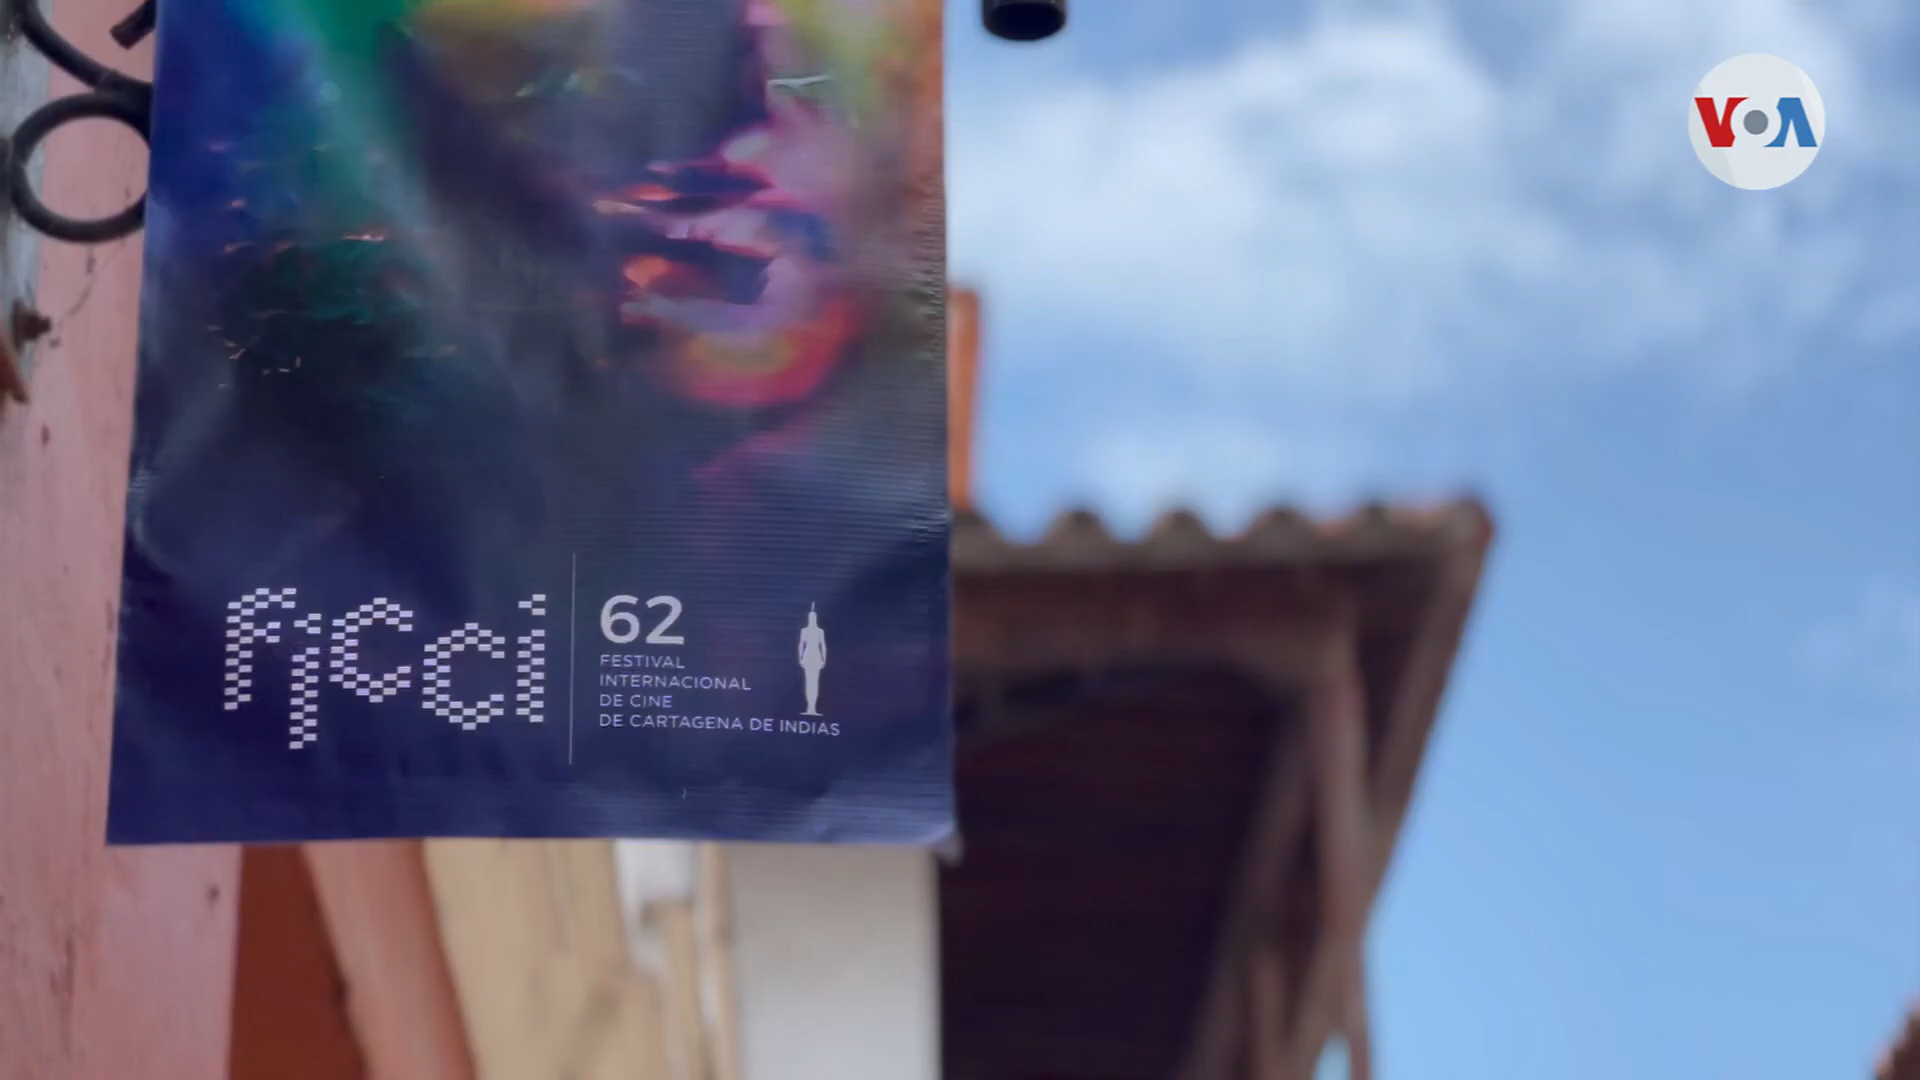 VOA
ficci
62
FESTIVAL
INTERNACIONAL
DE CINE
DE CARTAGENA DE INDIAS